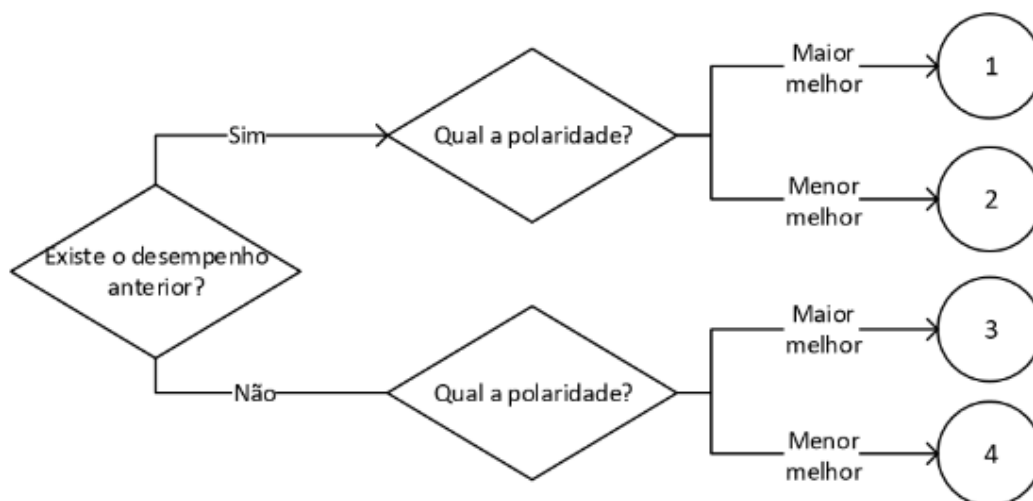 Existe o desempenho
anterior?
Sim
Qual a polaridade?
Maior
melhor
1
Menor
melhor
2
Não
Qual a polaridade?
Maior
melhor
3
Menor
melhor
4